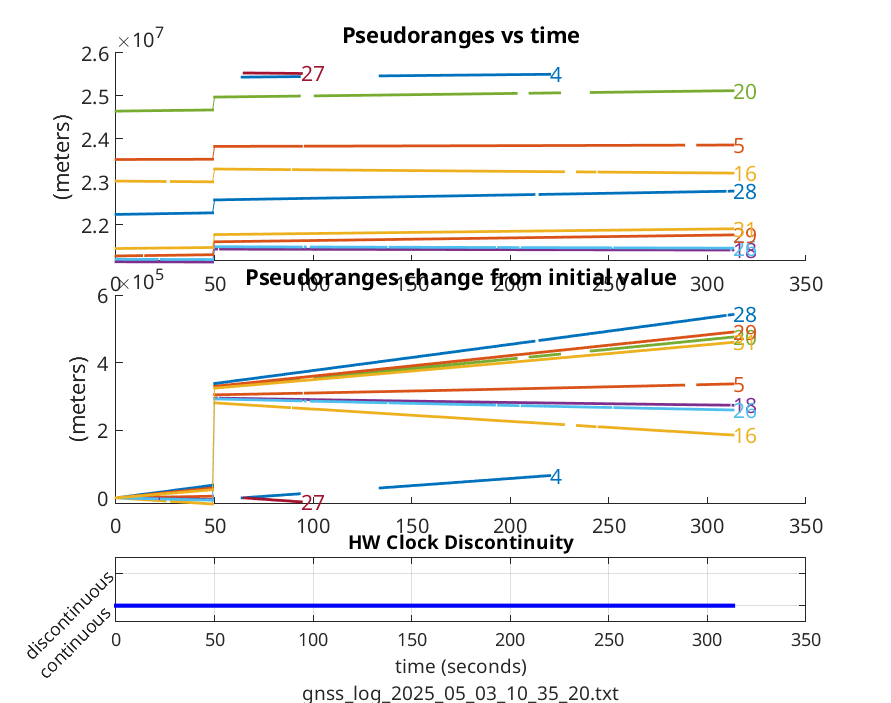 Pseudoranges vs time
×10^7
2.6
2.5
2.4
2.3
2.2
(meters)
27
4
20
5
16
28
31
29
18
0 50 100 150 200 250 300 350
Pseudoranges change from initial value
×10^5
6
4
2
0
(meters)
28
29
20
31
5
18
26
16
4
27
0 50 100 150 200 250 300 350
HW Clock Discontinuity
discontinuous
continuous
0 50 100 150 200 250 300 350
time (seconds)
gnss_log_2025_05_03_10_35_20.txt